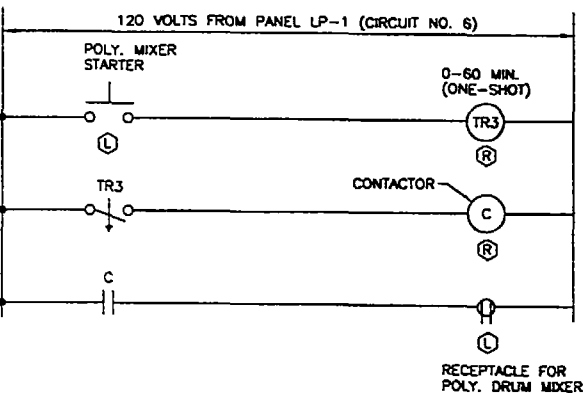 120 VOLTS FROM PANEL LP-1 (CIRCUIT NO. 6)
POLY. MIXER
STARTER
0-60 MIN.
(ONE-SHOT)
TR3
L
R
TR3
CONTACTOR
C
R
C
L
RECEPTACLE FOR
POLY. DRUM MIXER